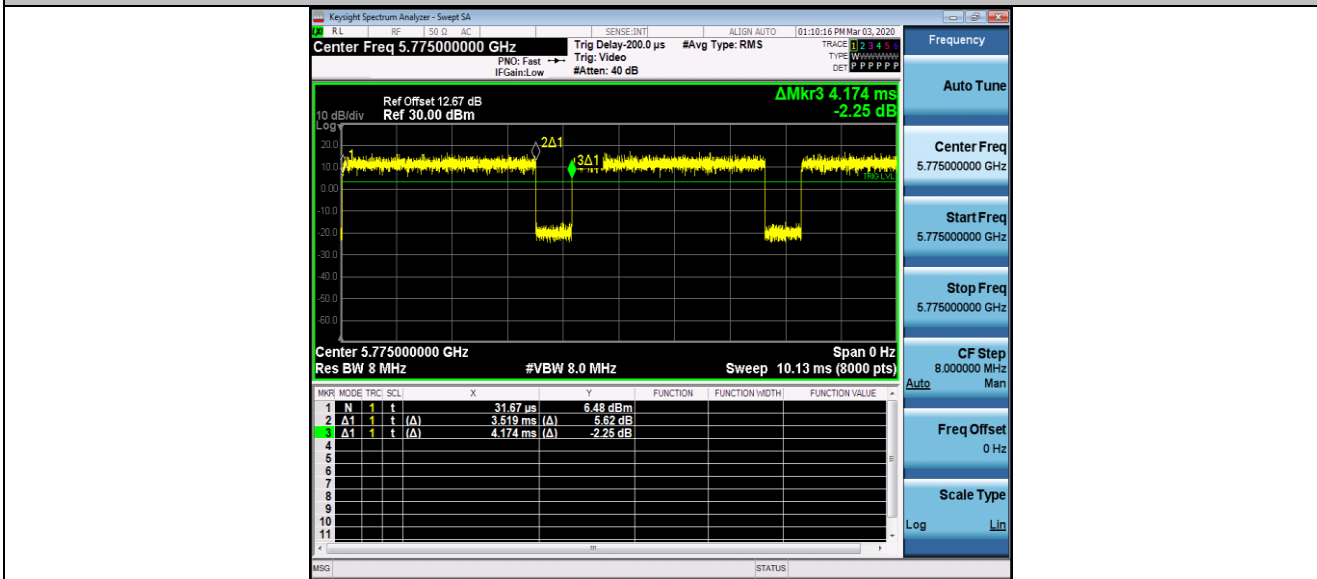 Keysight Spectrum Analyzer - Swept SA
RL RF 50 Ω AC SENSE:INT ALIGN AUTO 01:10:16 PM Mar 03, 2020
Center Freq 5.775000000 GHz
PNO: Fast
IFGain:Low
Trig Delay-200.0 µs
Trig: Video
#Atten: 40 dB
#Avg Type: RMS
TRACE 1 2 3 4 5 6
TYPE WWWWWW
DET P P P P P P
Frequency
Auto Tune
Center Freq
5.775000000 GHz
Start Freq
5.775000000 GHz
Stop Freq
5.775000000 GHz
CF Step
8.000000 MHz
Auto Man
Freq Offset
0 Hz
Scale Type
Log Lin
ΔMkr3 4.174 ms
-2.25 dB
Ref Offset 12.67 dB
10 dB/div Ref 30.00 dBm
Log
20.0
10.0
0.00
-10.0
-20.0
-30.0
-40.0
-50.0
-60.0
1
2Δ1
3Δ1
TRIG LVL
Center 5.775000000 GHz Span 0 Hz
Res BW 8 MHz #VBW 8.0 MHz Sweep 10.13 ms (8000 pts)
MKR MODE TRC SCL X Y FUNCTION FUNCTION WIDTH FUNCTION VALUE
1 N 1 t 31.67 µs 6.48 dBm
2 Δ1 1 t (Δ) 3.519 ms (Δ) 5.62 dB
3 Δ1 1 t (Δ) 4.174 ms (Δ) -2.25 dB
4
5
6
7
8
9
10
11
MSG STATUS